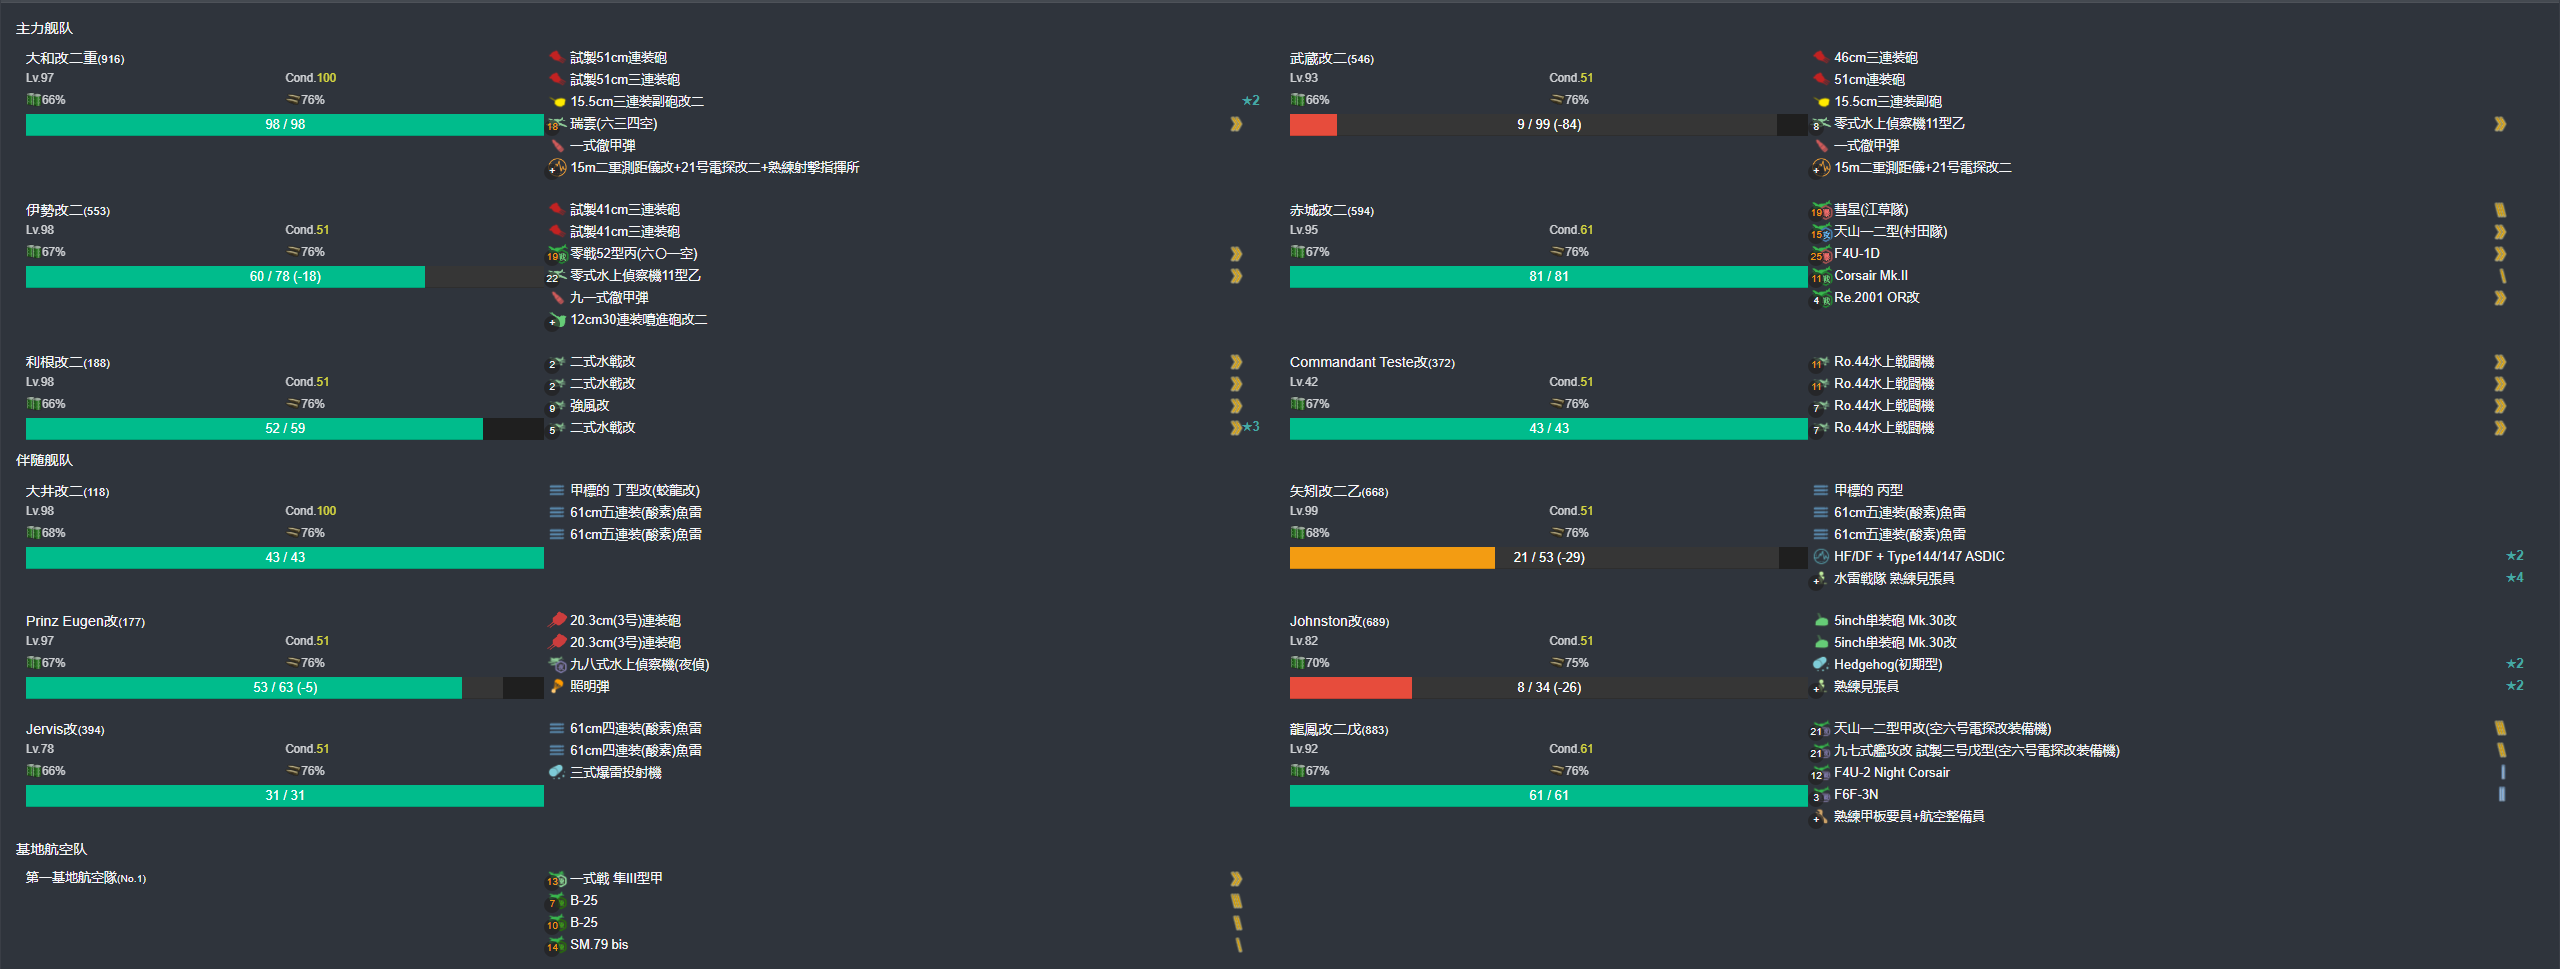 主力舰队
大和改二重(916)
Lv.97 Cond.100
66% 76%
98 / 98
試製51cm連装砲
試製51cm三連装砲
15.5cm三連装副砲改二 ★2
18 瑞雲(六三四空)
一式徹甲弾
+ 15m二重測距儀改+21号電探改二+熟練射撃指揮所
武蔵改二(546)
Lv.93 Cond.51
66% 76%
9 / 99 (-84)
46cm三連装砲
51cm連装砲
15.5cm三連装副砲
8 零式水上偵察機11型乙
一式徹甲弾
+ 15m二重測距儀+21号電探改二
伊勢改二(553)
Lv.98 Cond.51
67% 76%
60 / 78 (-18)
試製41cm三連装砲
試製41cm三連装砲
19 零戦52型丙(六〇一空)
22 零式水上偵察機11型乙
九一式徹甲弾
+ 12cm30連装噴進砲改二
赤城改二(594)
Lv.95 Cond.61
67% 76%
81 / 81
19 彗星(江草隊)
15 天山一二型(村田隊)
25 F4U-1D
11 Corsair Mk.II
4 Re.2001 OR改
利根改二(188)
Lv.98 Cond.51
66% 76%
52 / 59
2 二式水戦改
2 二式水戦改
9 強風改
5 二式水戦改 ★3
Commandant Teste改(372)
Lv.42 Cond.51
67% 76%
43 / 43
11 Ro.44水上戦闘機
11 Ro.44水上戦闘機
7 Ro.44水上戦闘機
7 Ro.44水上戦闘機
伴随舰队
大井改二(118)
Lv.98 Cond.100
68% 76%
43 / 43
甲標的 丁型改(蛟龍改)
61cm五連装(酸素)魚雷
61cm五連装(酸素)魚雷
矢矧改二乙(668)
Lv.99 Cond.51
68% 76%
21 / 53 (-29)
甲標的 丙型
61cm五連装(酸素)魚雷
61cm五連装(酸素)魚雷
HF/DF + Type144/147 ASDIC ★2
+ 水雷戦隊 熟練見張員 ★4
Prinz Eugen改(177)
Lv.97 Cond.51
67% 76%
53 / 63 (-5)
20.3cm(3号)連装砲
20.3cm(3号)連装砲
九八式水上偵察機(夜偵)
照明弾
Johnston改(689)
Lv.82 Cond.51
70% 75%
8 / 34 (-26)
5inch単装砲 Mk.30改
5inch単装砲 Mk.30改
Hedgehog(初期型) ★2
+ 熟練見張員 ★2
Jervis改(394)
Lv.78 Cond.51
66% 76%
31 / 31
61cm四連装(酸素)魚雷
61cm四連装(酸素)魚雷
三式爆雷投射機
龍鳳改二戊(883)
Lv.92 Cond.61
67% 76%
61 / 61
21 天山一二型甲改(空六号電探改装備機)
21 九七式艦攻改 試製三号戊型(空六号電探改装備機)
12 F4U-2 Night Corsair
3 F6F-3N
+ 熟練甲板要員+航空整備員
基地航空队
第一基地航空隊(No.1)
13 一式戦 隼III型甲
7 B-25
10 B-25
14 SM.79 bis